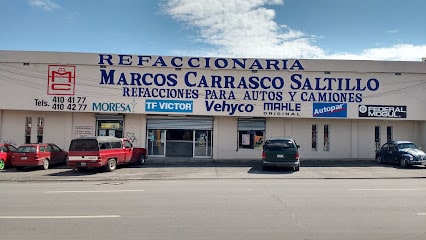 REFACCIONARIA
MARCOS CARRASCO SALTILLO
REFACCIONES PARA AUTOS Y CAMIONES
MC
Tels. 410 41 77
410 42 77
MORESA
TF VICTOR
Vehyco
MAHLE
ORIGINAL
Autopar
FEDERAL
MOGUL